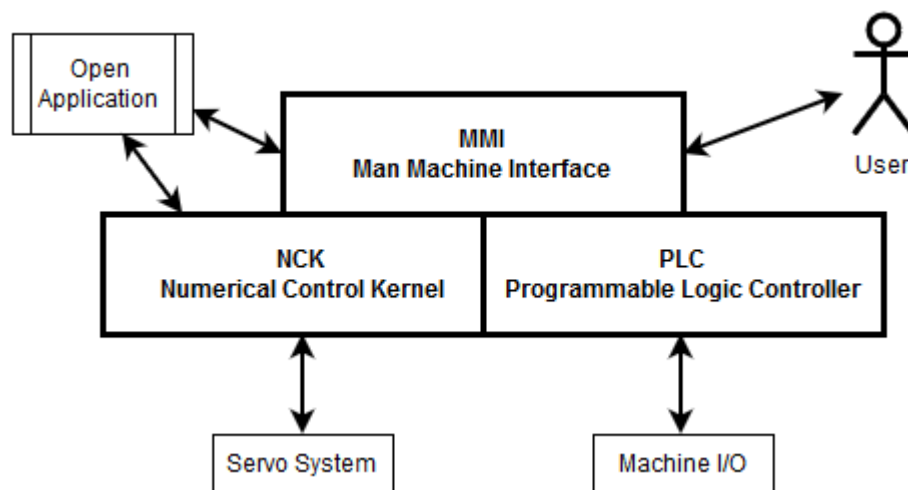 Open
Application
MMI
Man Machine Interface
User
NCK
Numerical Control Kernel
PLC
Programmable Logic Controller
Servo System
Machine I/O